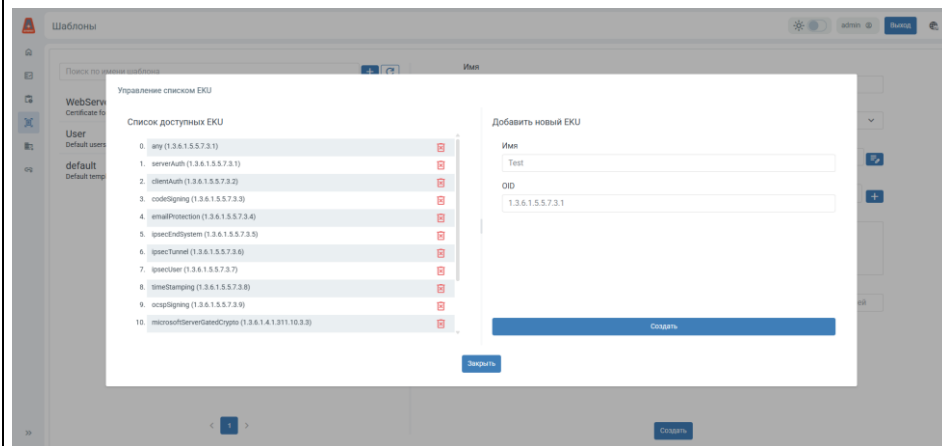 Шаблоны
admin
Выход
Поиск по имени шаблона
Имя
WebServe
Certificate fo
User
Default users
default
Default templ
Управление списком EKU
Список доступных EKU
0. any (1.3.6.1.5.5.7.3.1)
1. serverAuth (1.3.6.1.5.5.7.3.1)
2. clientAuth (1.3.6.1.5.5.7.3.2)
3. codeSigning (1.3.6.1.5.5.7.3.3)
4. emailProtection (1.3.6.1.5.5.7.3.4)
5. ipsecEndSystem (1.3.6.1.5.5.7.3.5)
6. ipsecTunnel (1.3.6.1.5.5.7.3.6)
7. ipsecUser (1.3.6.1.5.5.7.3.7)
8. timeStamping (1.3.6.1.5.5.7.3.8)
9. ocspSigning (1.3.6.1.5.5.7.3.9)
10. microsoftServerGatedCrypto (1.3.6.1.4.1.311.10.3.3)
Добавить новый EKU
Имя
Test
OID
1.3.6.1.5.5.7.3.1
Создать
Закрыть
ей
1
Создать